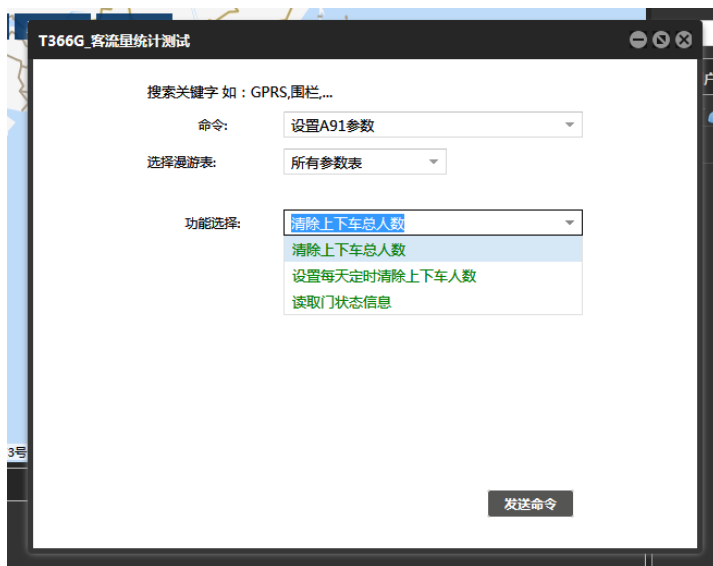 T366G_客流量统计测试
搜索关键字 如：GPRS,围栏,...
命令: 设置A91参数
选择漫游表: 所有参数表
功能选择: 清除上下车总人数
清除上下车总人数
设置每天定时清除上下车人数
读取门状态信息
发送命令
户
3号